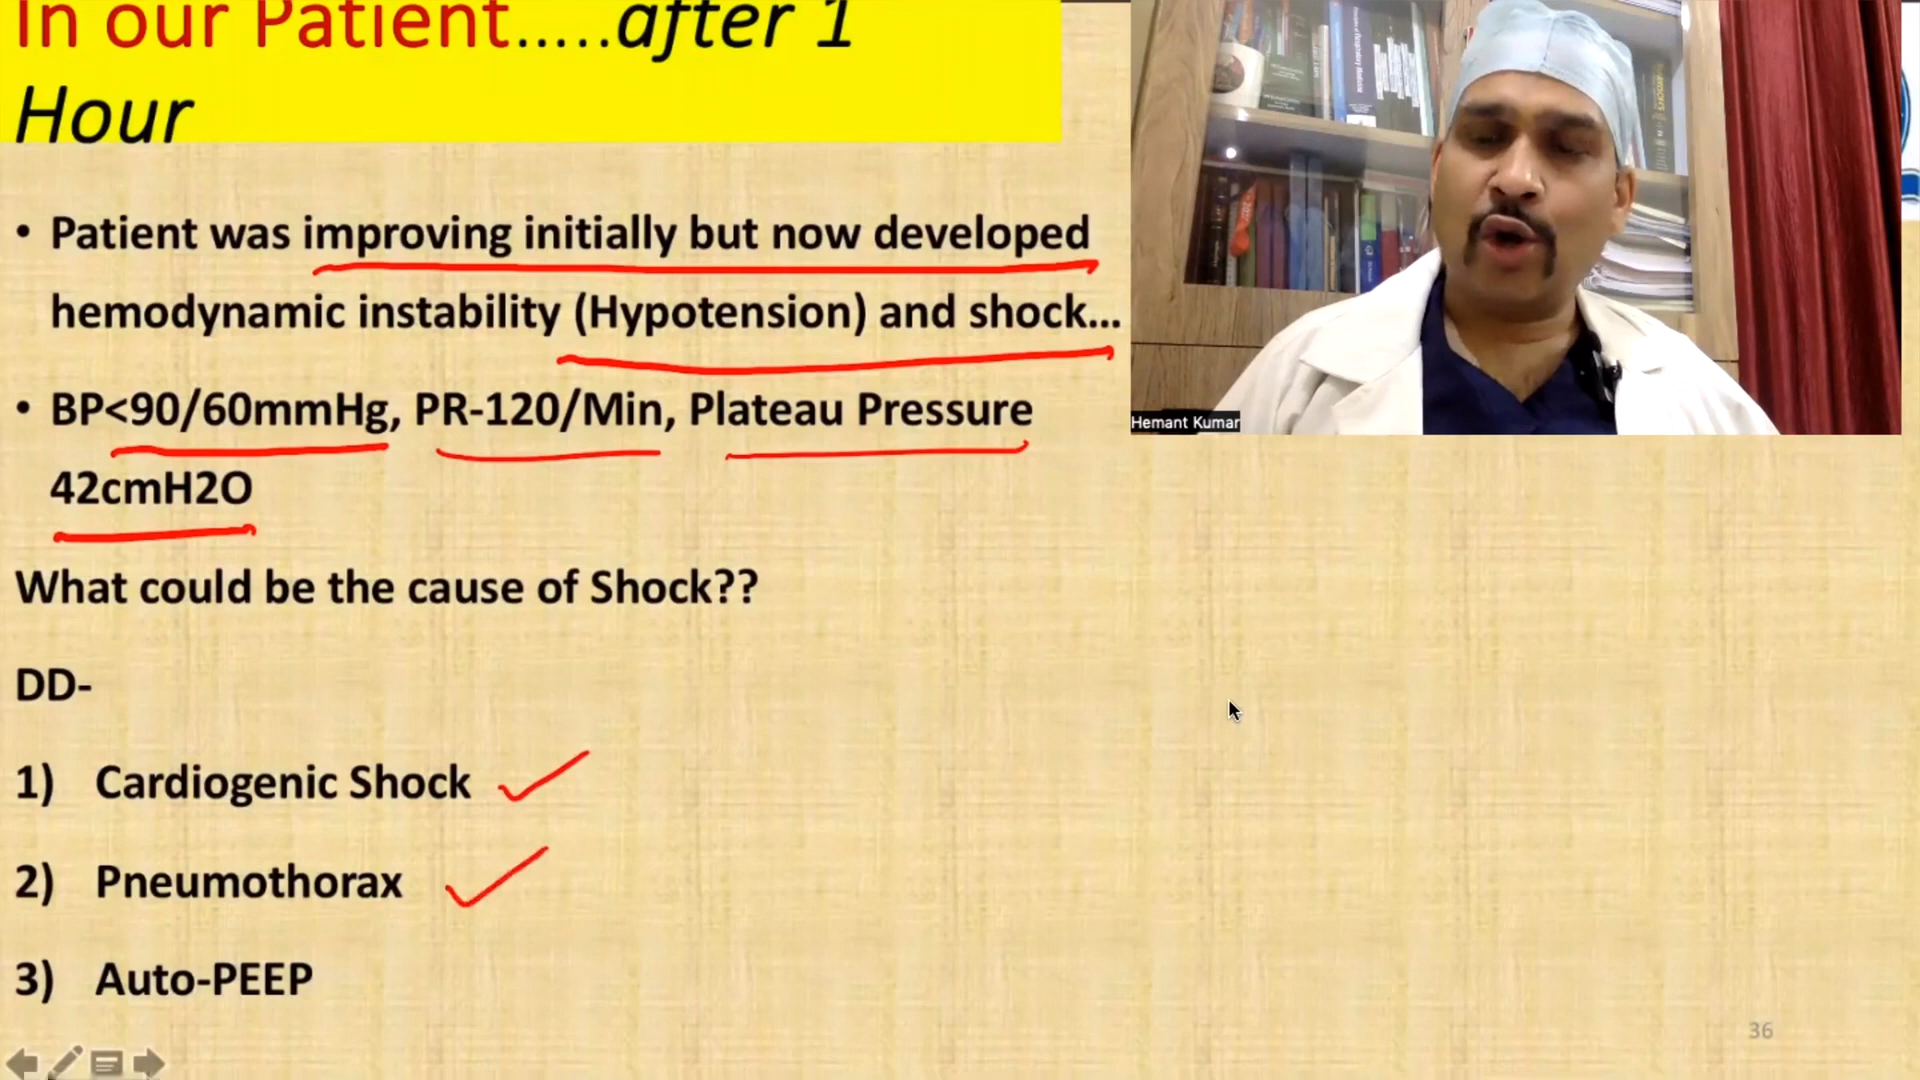 In our Patient.....after 1
Hour
• Patient was improving initially but now developed
hemodynamic instability (Hypotension) and shock...
• BP<90/60mmHg, PR-120/Min, Plateau Pressure
42cmH2O
What could be the cause of Shock??
DD-
1) Cardiogenic Shock
2) Pneumothorax
3) Auto-PEEP
Hemant Kumar
36